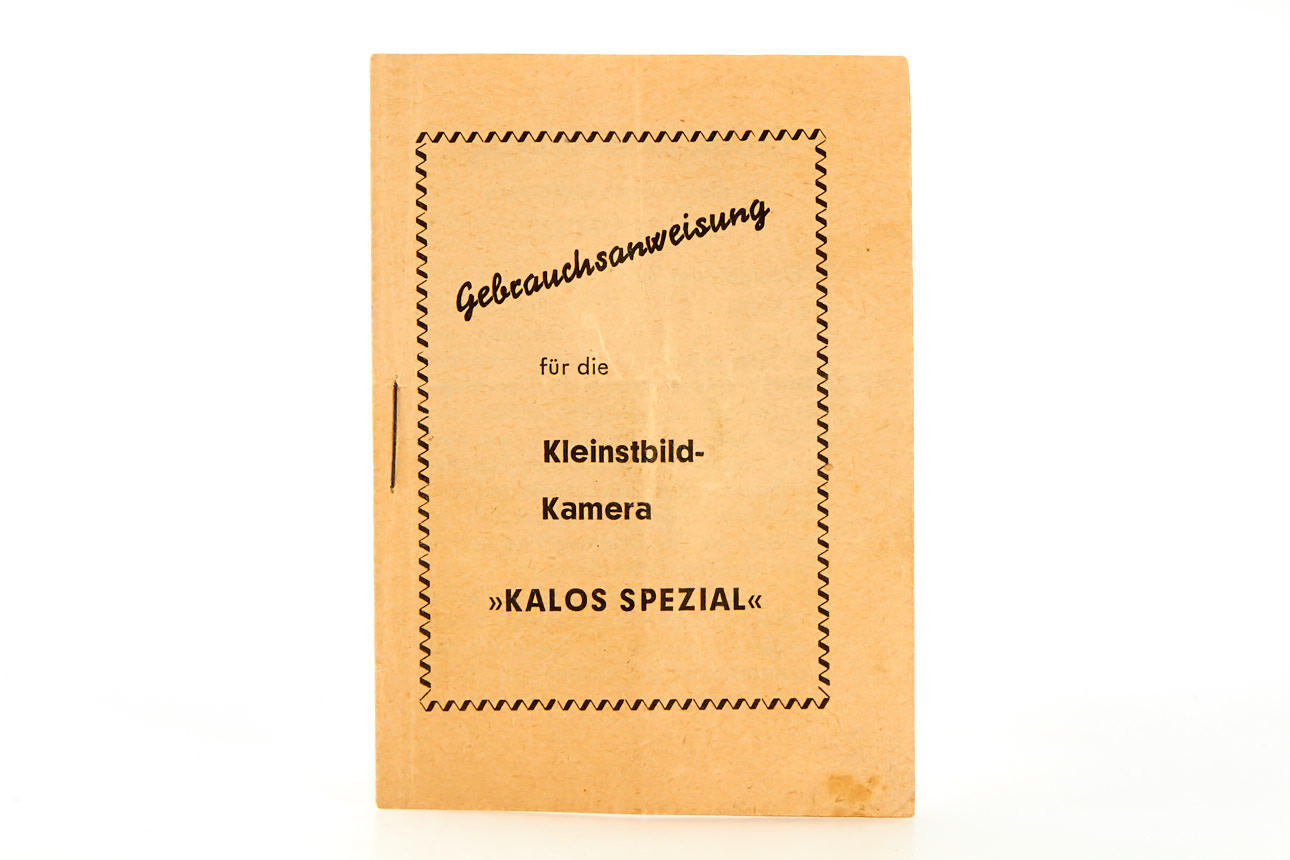 Gebrauchsanweisung
für die
Kleinstbild-
Kamera
»KALOS SPEZIAL«